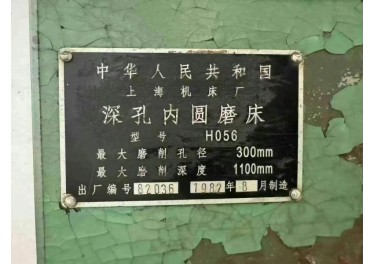 中华人民共和国
上海机床厂
深孔内圆磨床
型号 H056
最大磨削孔径 300mm
最大磨削深度 1100mm
出厂编号 82036 1982年8月制造